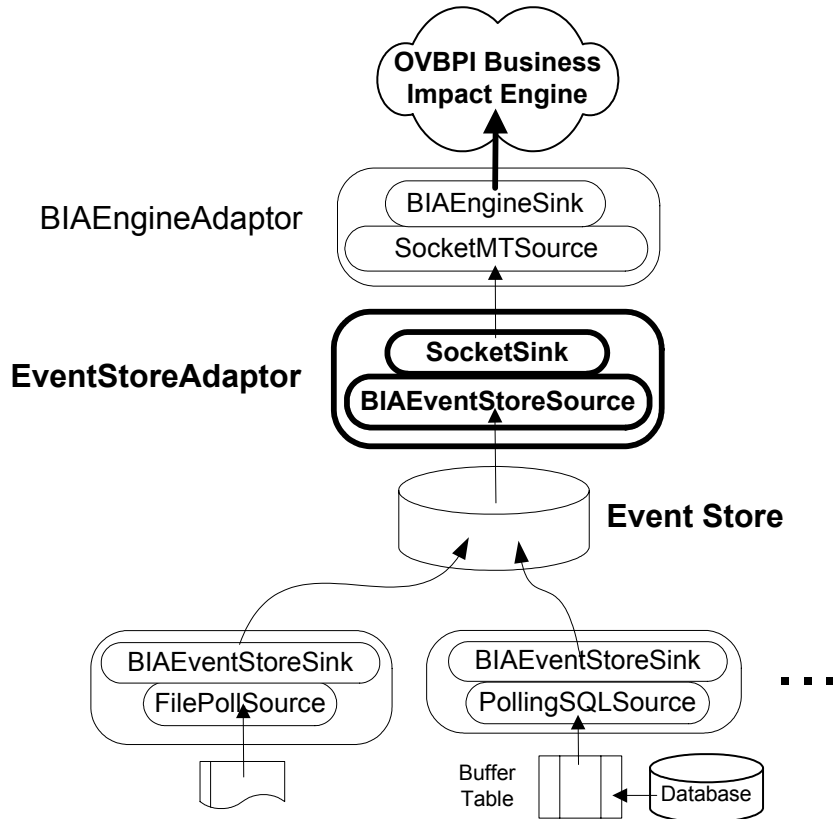 OVBPI Business
Impact Engine
BIAEngineAdaptor
BIAEngineSink
SocketMTSource
EventStoreAdaptor
SocketSink
BIAEventStoreSource
Event Store
BIAEventStoreSink
FilePollSource
BIAEventStoreSink
PollingSQLSource
Buffer
Table
Database